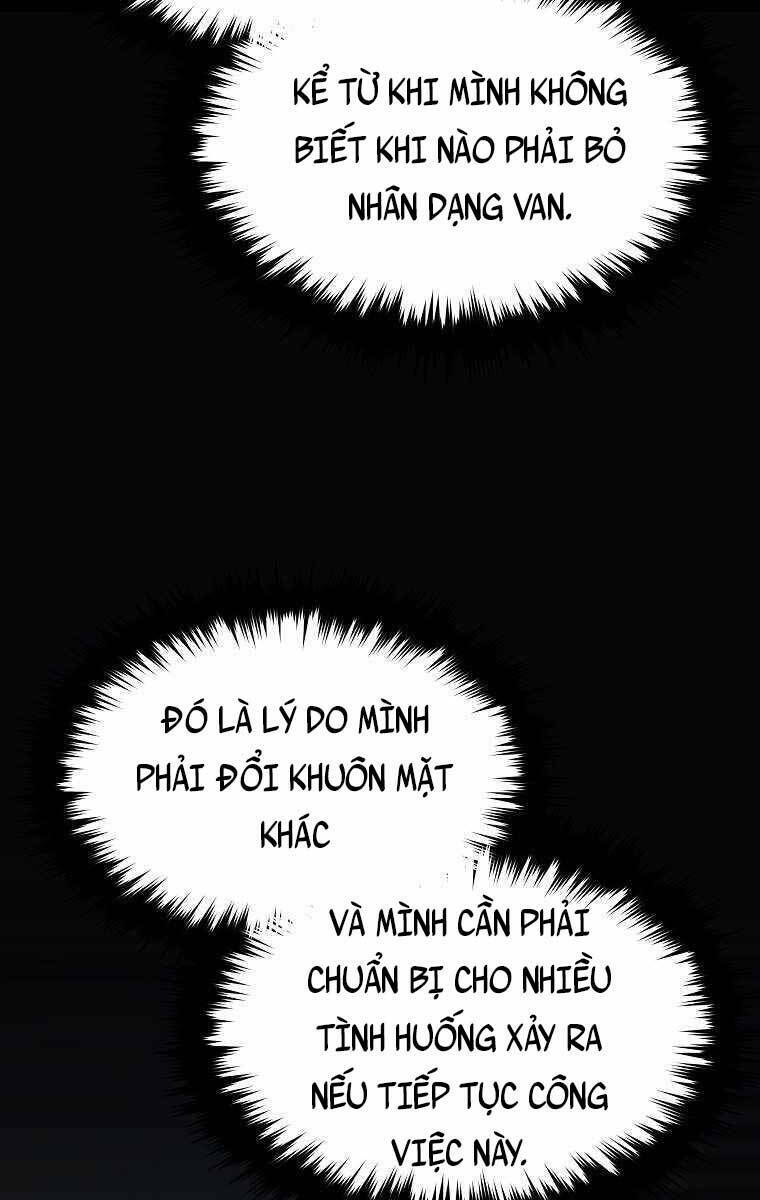 KỂ TỪ KHI MÌNH KHÔNG
BIẾT KHI NÀO PHẢI BỎ
NHÂN DẠNG VAN.
ĐÓ LÀ LÝ DO MÌNH
PHẢI ĐỔI KHUÔN MẶT
KHÁC
VÀ MÌNH CẦN PHẢI
CHUẨN BỊ CHO NHIỀU
TÌNH HUỐNG XẢY RA
NẾU TIẾP TỤC CÔNG
VIỆC NÀY.